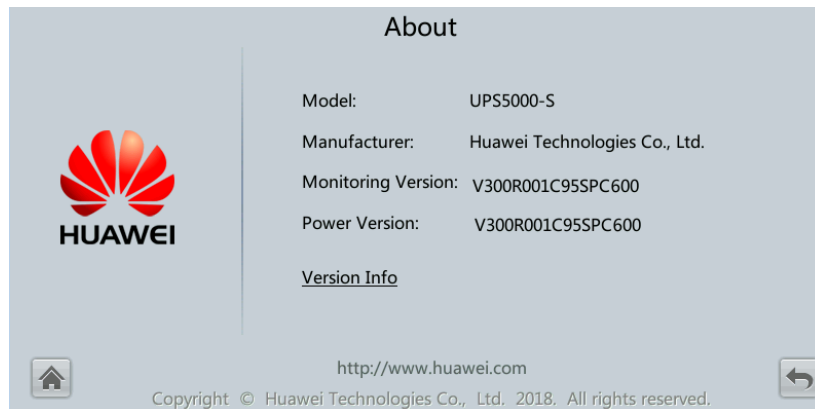 About
Model: UPS5000-S
Manufacturer: Huawei Technologies Co., Ltd.
Monitoring Version: V300R001C95SPC600
Power Version: V300R001C95SPC600
HUAWEI
Version Info
http://www.huawei.com
Copyright © Huawei Technologies Co., Ltd. 2018. All rights reserved.